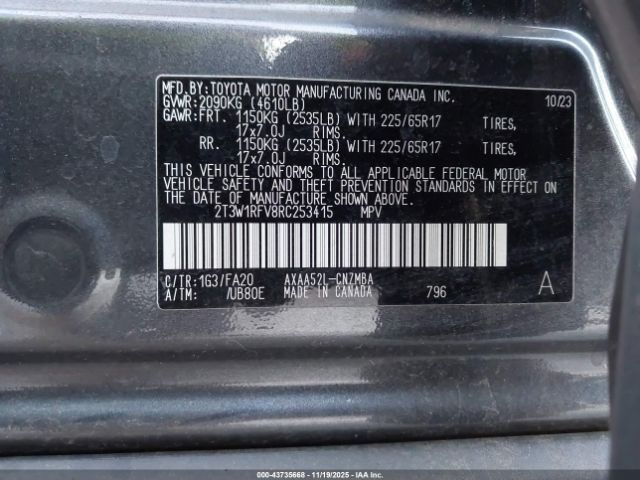 MFD.BY:TOYOTA MOTOR MANUFACTURING CANADA INC. 10/23
GVWR:2090KG (4610LB)
GAWR:FRT. 1150KG (2535LB) WITH 225/65R17 TIRES,
17x7.0J RIMS.
RR. 1150KG (2535LB) WITH 225/65R17 TIRES,
17x7.0J RIMS.
THIS VEHICLE CONFORMS TO ALL APPLICABLE FEDERAL MOTOR
VEHICLE SAFETY AND THEFT PREVENTION STANDARDS IN EFFECT
ON THE DATE OF MANUFACTURE SHOWN ABOVE.
2T3W1RFV8RC253415 MPV
C/TR:1G3/FA20 AXAA52L-CNZMBA A
A/TM: /UB80E MADE IN CANADA 796
000-43735668 - 11/19/2025 - IAAI.COM